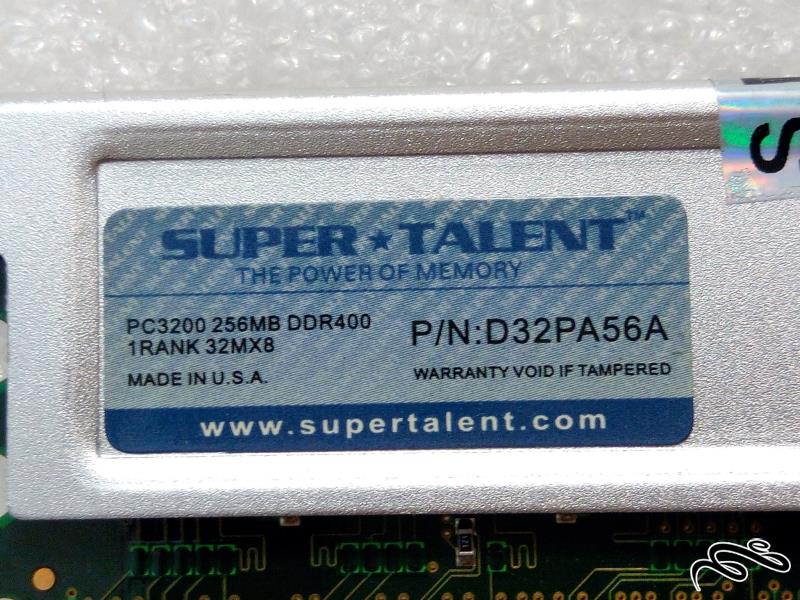 SUPER★TALENT™
THE POWER OF MEMORY
PC3200 256MB DDR400
1RANK 32MX8
P/N:D32PA56A
MADE IN U.S.A.
WARRANTY VOID IF TAMPERED
www.supertalent.com
S